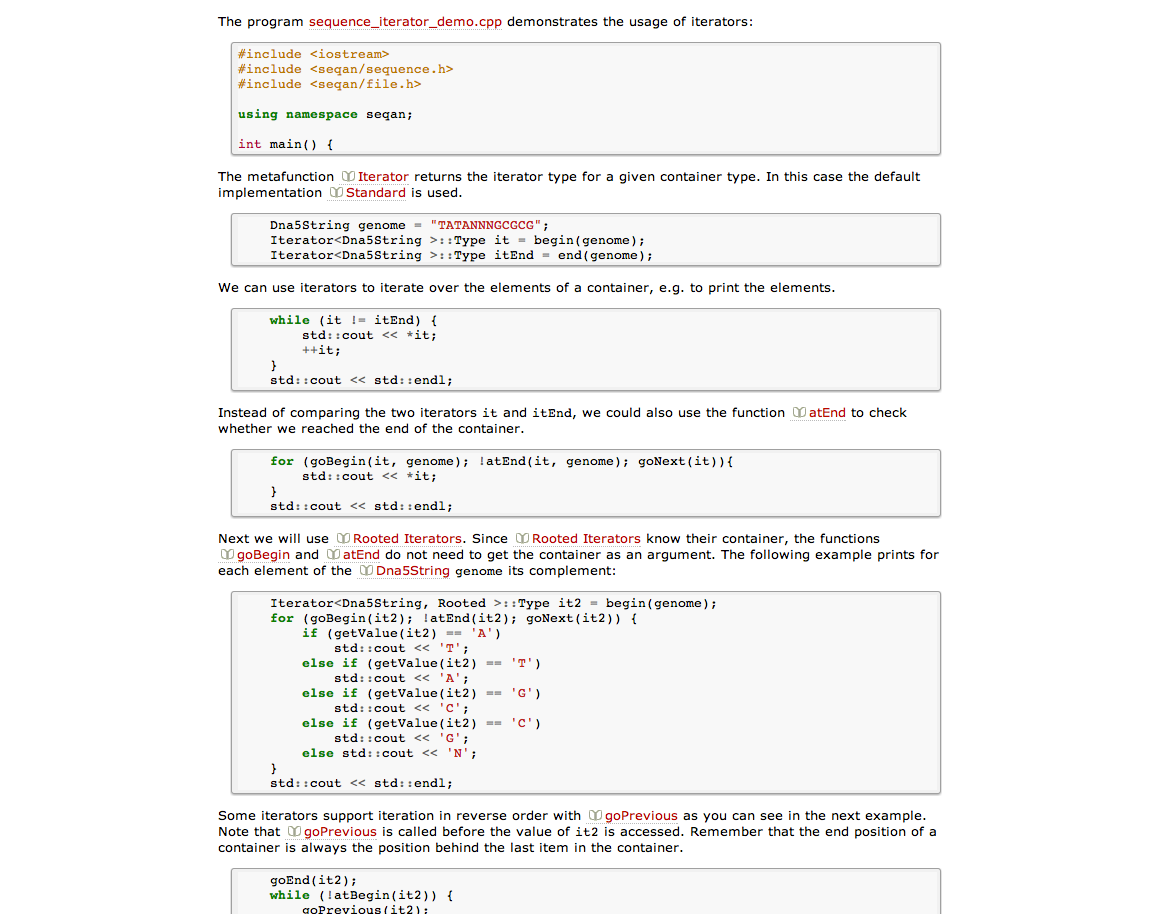 The program sequence_iterator_demo.cpp demonstrates the usage of iterators:
#include <iostream>
#include <seqan/sequence.h>
#include <seqan/file.h>
using namespace seqan;
int main() {
The metafunction Iterator returns the iterator type for a given container type. In this case the default
implementation Standard is used.
Dna5String genome = "TATANNNGCGCG";
Iterator<Dna5String >::Type it = begin(genome);
Iterator<Dna5String >::Type itEnd = end(genome);
We can use iterators to iterate over the elements of a container, e.g. to print the elements.
while (it != itEnd) {
std::cout << *it;
++it;
}
std::cout << std::endl;
Instead of comparing the two iterators it and itEnd, we could also use the function atEnd to check
whether we reached the end of the container.
for (goBegin(it, genome); !atEnd(it, genome); goNext(it)){
std::cout << *it;
}
std::cout << std::endl;
Next we will use Rooted Iterators. Since Rooted Iterators know their container, the functions
goBegin and atEnd do not need to get the container as an argument. The following example prints for
each element of the Dna5String genome its complement:
Iterator<Dna5String, Rooted >::Type it2 = begin(genome);
for (goBegin(it2); !atEnd(it2); goNext(it2)) {
if (getValue(it2) == 'A')
std::cout << 'T';
else if (getValue(it2) == 'T')
std::cout << 'A';
else if (getValue(it2) == 'G')
std::cout << 'C';
else if (getValue(it2) == 'C')
std::cout << 'G';
else std::cout << 'N';
}
std::cout << std::endl;
Some iterators support iteration in reverse order with goPrevious as you can see in the next example.
Note that goPrevious is called before the value of it2 is accessed. Remember that the end position of a
container is always the position behind the last item in the container.
goEnd(it2);
while (!atBegin(it2)) {
goPrevious(it2);